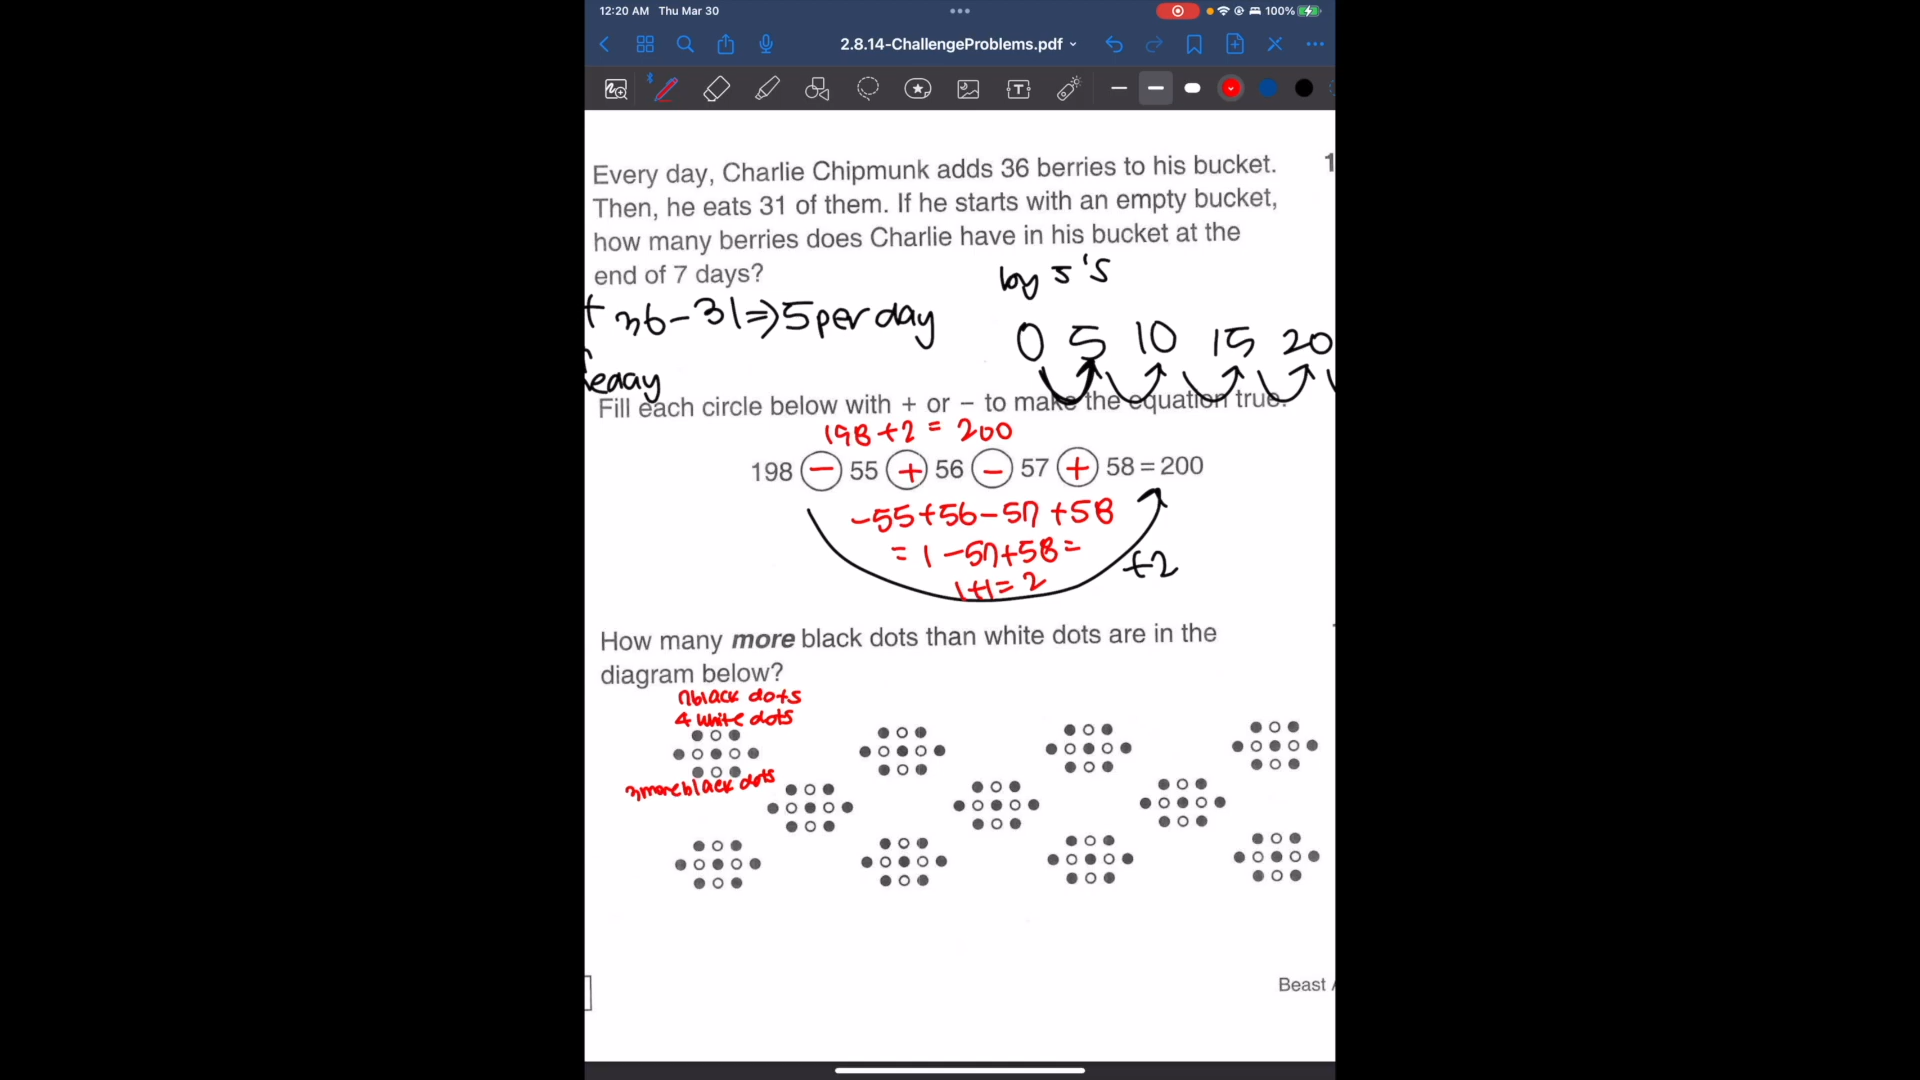 12:20 AM Thu Mar 30
100%
2.8.14-ChallengeProblems.pdf
Every day, Charlie Chipmunk adds 36 berries to his bucket.
Then, he eats 31 of them. If he starts with an empty bucket,
how many berries does Charlie have in his bucket at the
end of 7 days?
by 5's
+ 36 - 31 => 5 per day
0 5 10 15 20
Fill each circle below with + or − to make the equation true.
198 + 2 = 200
198 − 55 + 56 − 57 + 58 = 200
-55 + 56 - 57 + 58
= 1 - 57 + 58 =
1+1 = 2
+2
How many more black dots than white dots are in the
diagram below?
7 black dots
4 white dots
3 more black dots
Beast